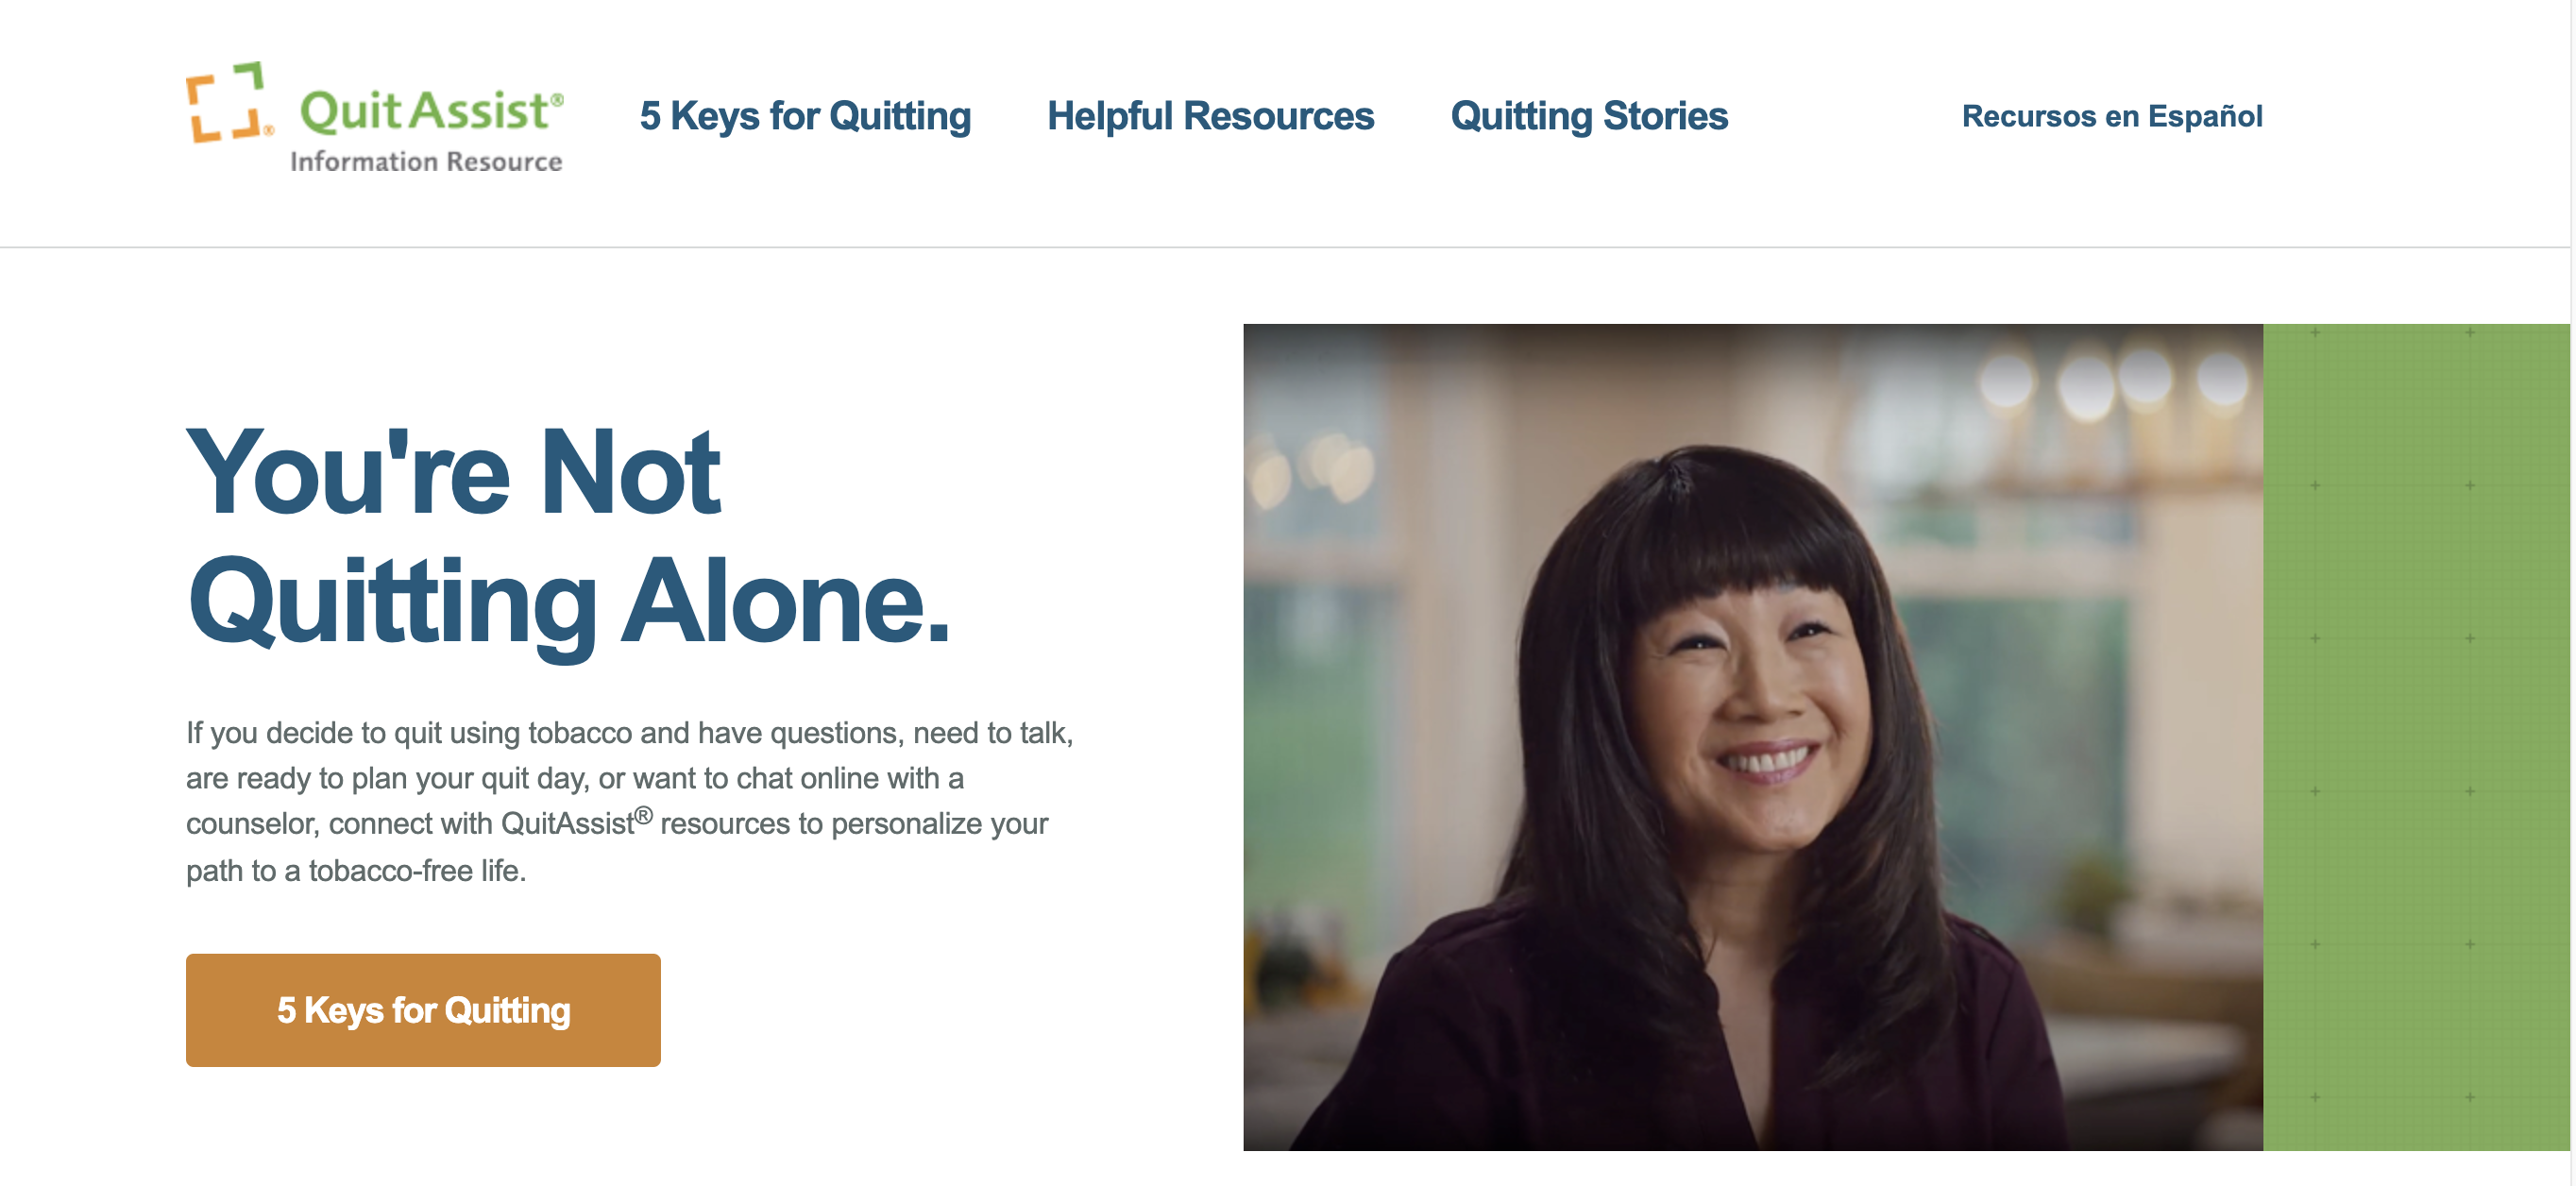 QuitAssist®
Information Resource
5 Keys for Quitting
Helpful Resources
Quitting Stories
Recursos en Español
You're Not
Quitting Alone.
If you decide to quit using tobacco and have questions, need to talk,
are ready to plan your quit day, or want to chat online with a
counselor, connect with QuitAssist® resources to personalize your
path to a tobacco-free life.
5 Keys for Quitting